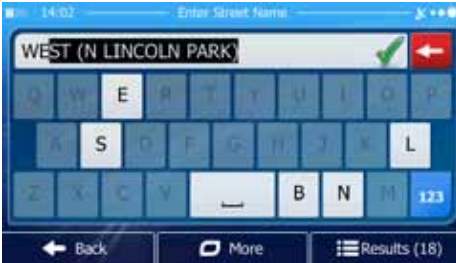 14:02 Enter Street Name
WEST (N LINCOLN PARK)
Q W E R T Y U I O P
A S D F G H J K L
Z X C V B N M 123
Back More Results (18)